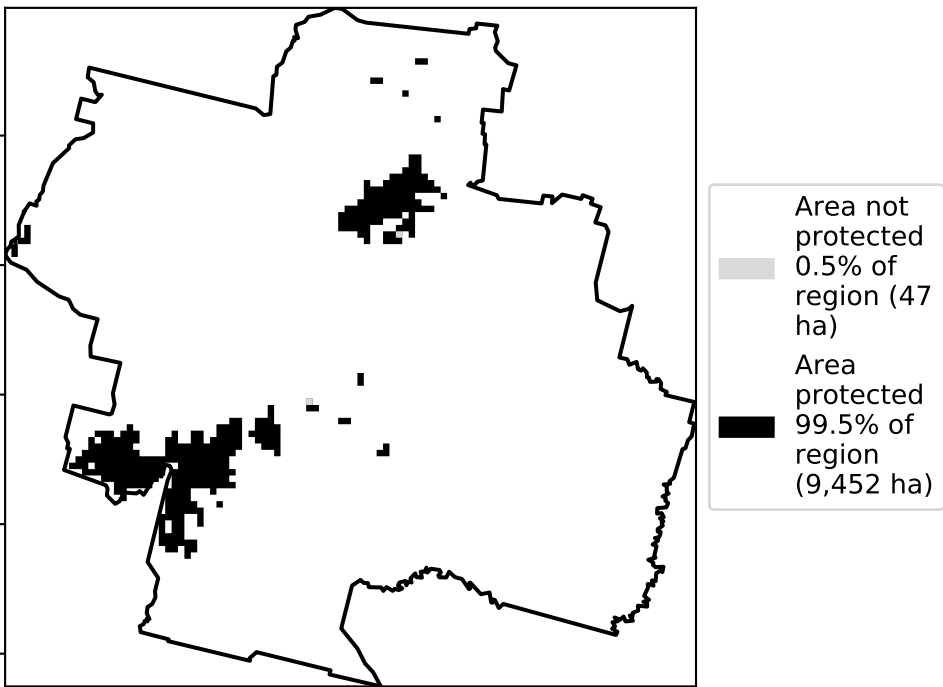 Area not
protected
0.5% of
region (47
ha)
Area
protected
99.5% of
region
(9,452 ha)